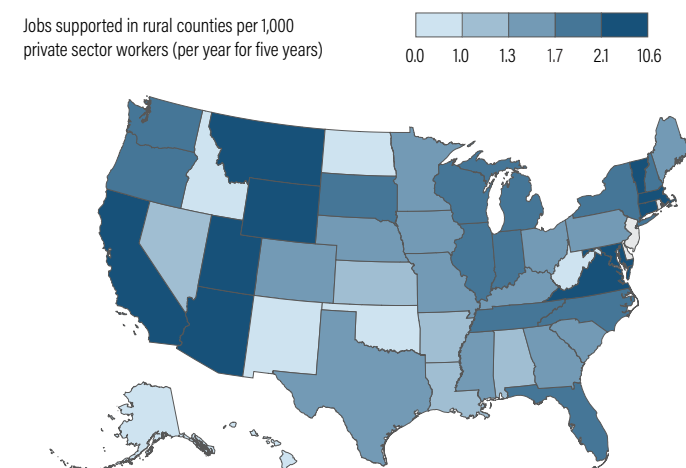 Jobs supported in rural counties per 1,000
private sector workers (per year for five years)
0.0 1.0 1.3 1.7 2.1 10.6